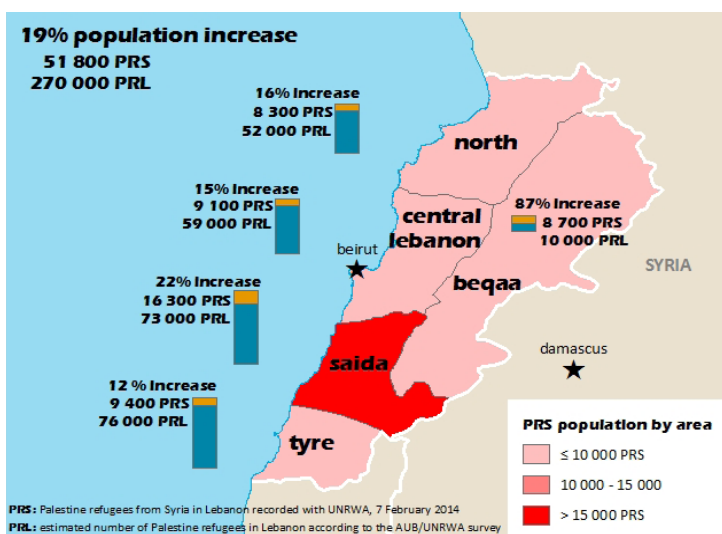 19% population increase
51 800 PRS
270 000 PRL
16% Increase
8 300 PRS
52 000 PRL
north
15% Increase
9 100 PRS
59 000 PRL
central
lebanon
87% Increase
8 700 PRS
10 000 PRL
beirut
beqaa
SYRIA
22% Increase
16 300 PRS
73 000 PRL
saida
damascus
12 % Increase
9 400 PRS
76 000 PRL
tyre
PRS population by area
≤ 10 000 PRS
10 000 - 15 000
> 15 000 PRS
PRS: Palestine refugees from Syria in Lebanon recorded with UNRWA, 7 February 2014
PRL: estimated number of Palestine refugees in Lebanon according to the AUB/UNRWA survey